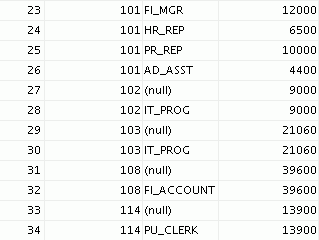 23 101 FI_MGR 12000
24 101 HR_REP 6500
25 101 PR_REP 10000
26 101 AD_ASST 4400
27 102 (null) 9000
28 102 IT_PROG 9000
29 103 (null) 21060
30 103 IT_PROG 21060
31 108 (null) 39600
32 108 FI_ACCOUNT 39600
33 114 (null) 13900
34 114 PU_CLERK 13900